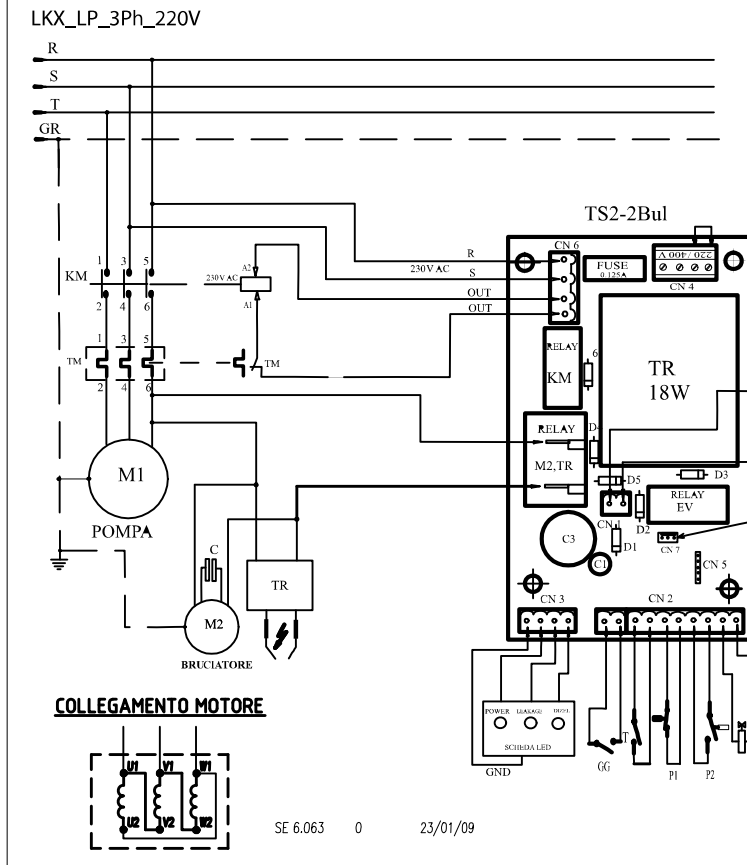 LKX_LP_3Ph_220V
R
S
T
GR
TS2-2Bul
1 3 5
KM
2 4 6
230V AC
A2
A1
1 3 5
TM
2 4 6
TM
R
230V AC S
OUT
OUT
CN 6
FUSE
0.125A
220 / 400 V
CN 4
RELAY
KM
6
TR
18W
RELAY
M2,TR
D4
D5
D3
CN 1
D2
RELAY
EV
C3
D1
C1
CN 7
CN 5
CN 3
CN 2
M1
POMPA
C
M2
BRUCIATORE
TR
POWER LEAKAGE DIZEL
SCHEDA LED
GND
GG
T
P1
P2
COLLEGAMENTO MOTORE
U1 V1 W1
U2 V2 W2
SE 6.063 0 23/01/09